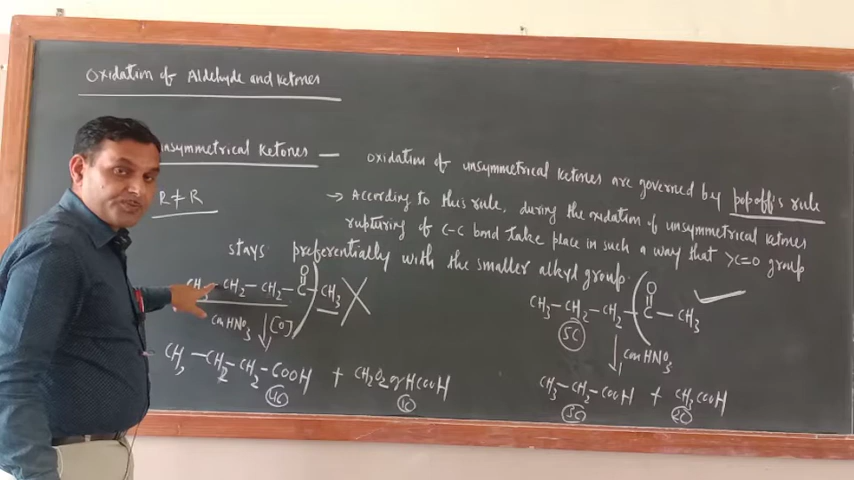 Oxidation of Aldehyde and Ketones
unsymmetrical Ketones — oxidation of unsymmetrical Ketones are governed by popoff's rule
R ≠ R
→ According to this rule, during the oxidation of unsymmetrical Ketones
rupturing of C-C bond take place in such a way that >C=O group
stays preferentially with the smaller alkyl group.
O
CH3 - CH2 - CH2 - C ) CH3
con HNO3 ↓ [O]
CH3 - CH2 - CH2 - COOH + CH2O2 or HCOOH
4C 1C
O
CH3 - CH2 - CH2 ( C - CH3
5C
↓ con HNO3
CH3 - CH2 - COOH + CH3COOH
3C 2C